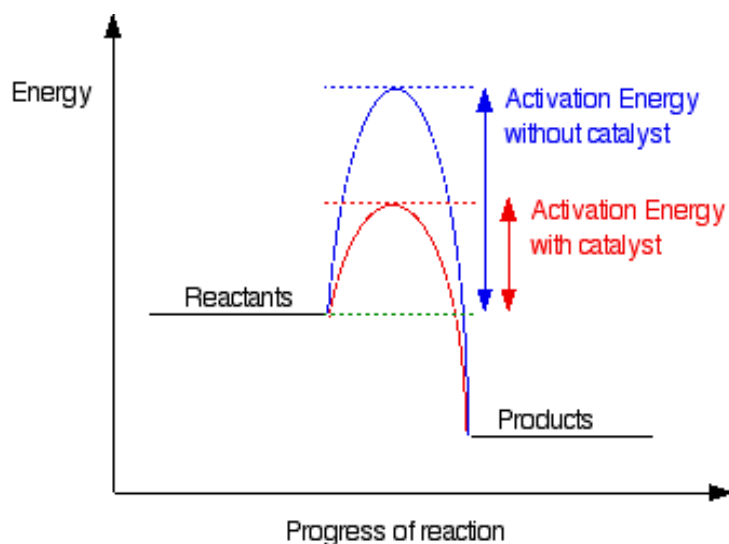 Energy
Activation Energy
without catalyst
Activation Energy
with catalyst
Reactants
Products
Progress of reaction